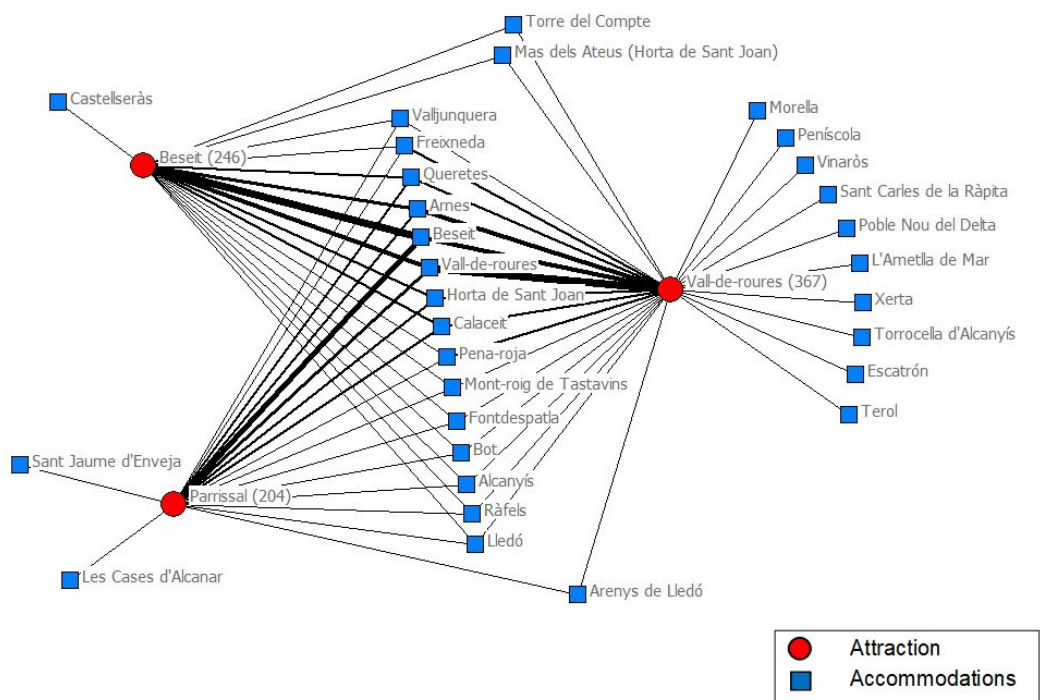 Torre del Compte
Mas dels Ateus (Horta de Sant Joan)
Castellseràs
Valljunquera
Morella
Freixneda
Peníscola
Beseit (246)
Vinaròs
Queretes
Sant Carles de la Ràpita
Arnes
Poble Nou del Delta
Beseit
L'Ametlla de Mar
Vall-de-roures
Vall-de-roures (367)
Horta de Sant Joan
Xerta
Calaceit
Torrocella d'Alcanyís
Pena-roja
Escatrón
Mont-roig de Tastavins
Terol
Fontdespatla
Bot
Sant Jaume d'Enveja
Alcanyís
Parrissal (204)
Ràfels
Lledó
Les Cases d'Alcanar
Arenys de Lledó
Attraction
Accommodations